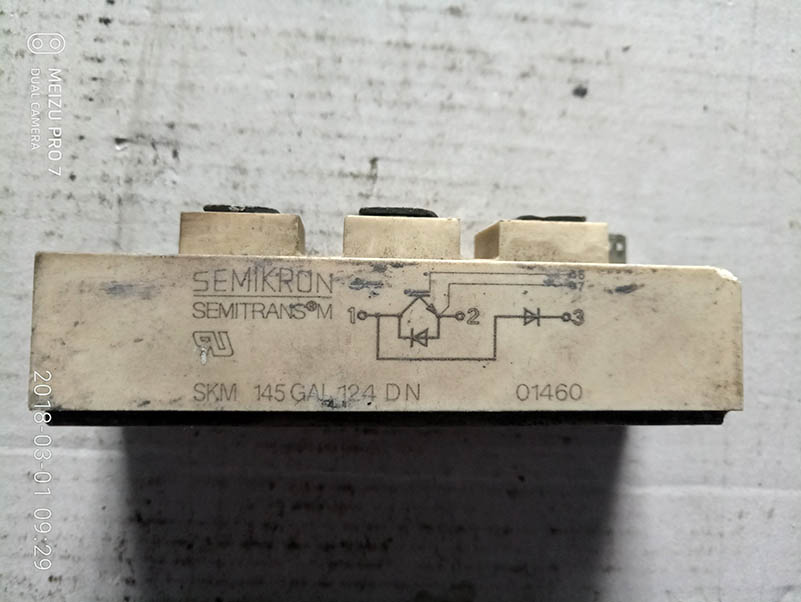 MEIZU PRO 7
DUAL CAMERA
SEMIKRON
SEMITRANS® M
1
2
3
6
7
SKM 145 GAL 124 DN
01460
2018-03-01 09:29